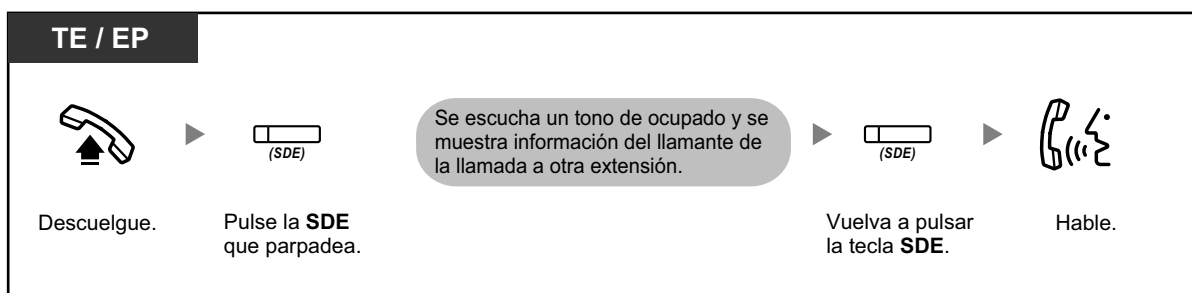 TE / EP
(SDE)
Se escucha un tono de ocupado y se
muestra información del llamante de
la llamada a otra extensión.
(SDE)
Descuelgue.
Pulse la SDE
que parpadea.
Vuelva a pulsar
la tecla SDE.
Hable.